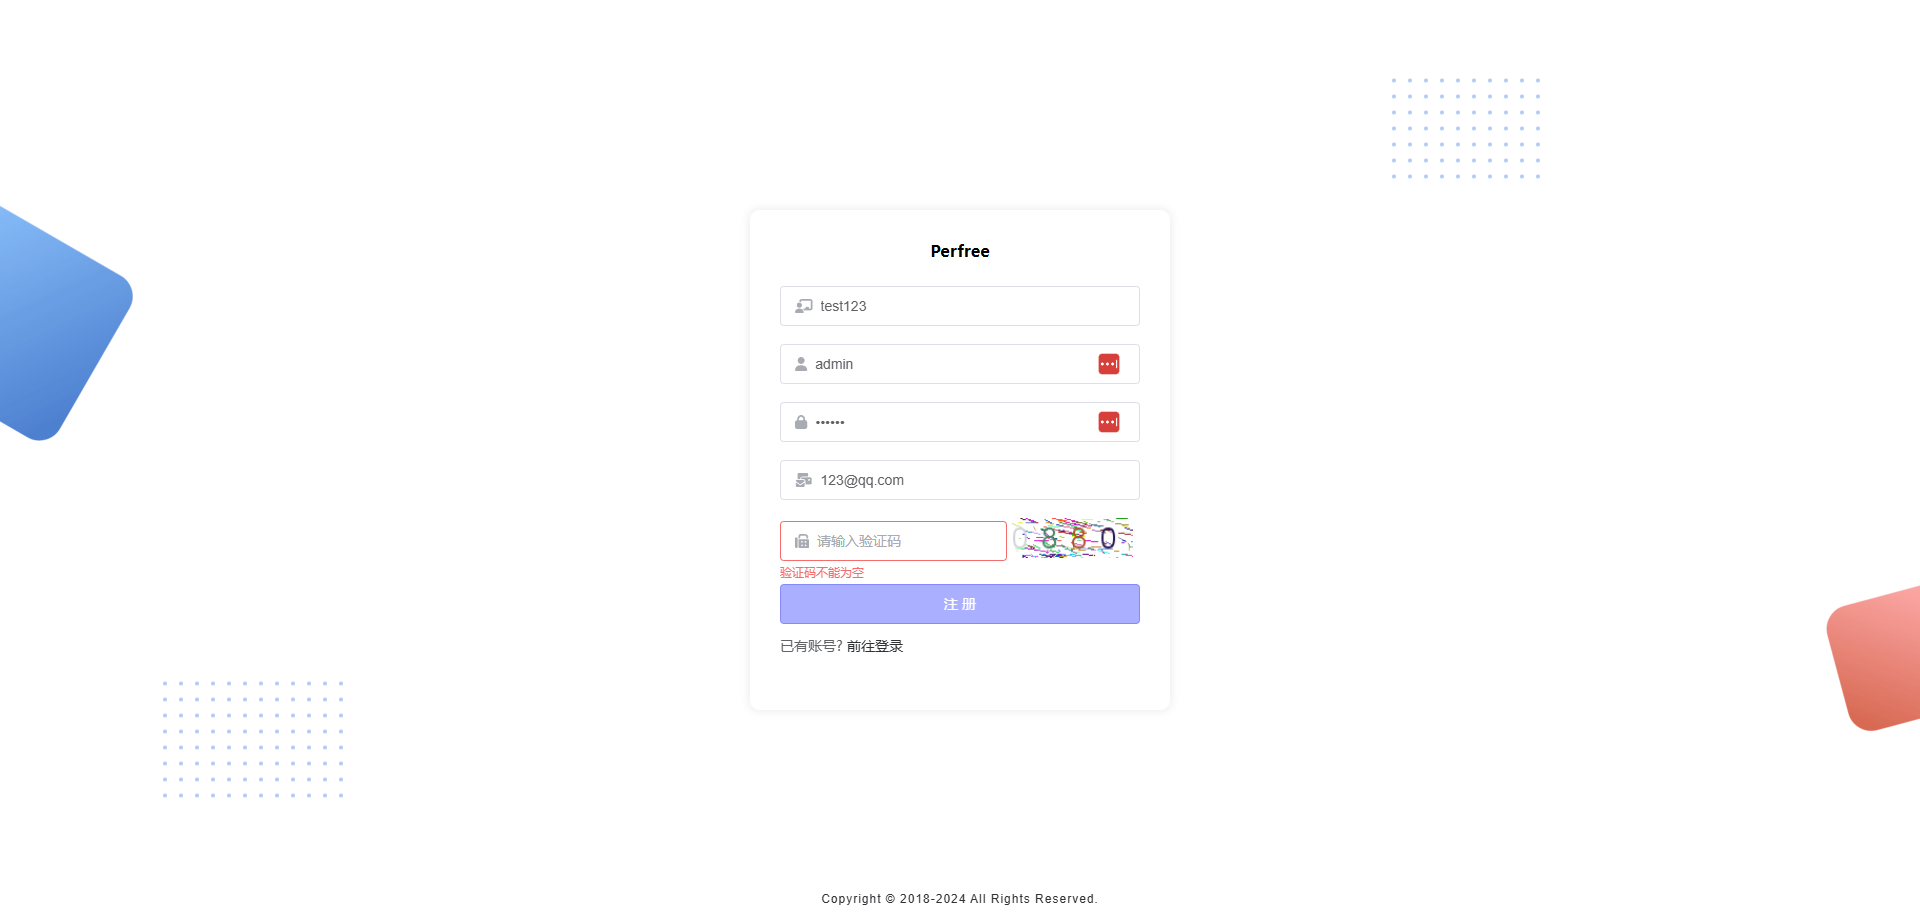 Perfree
test123
admin
••••••
123@qq.com
请输入验证码
0880
验证码不能为空
注 册
已有账号? 前往登录
Copyright © 2018-2024 All Rights Reserved.